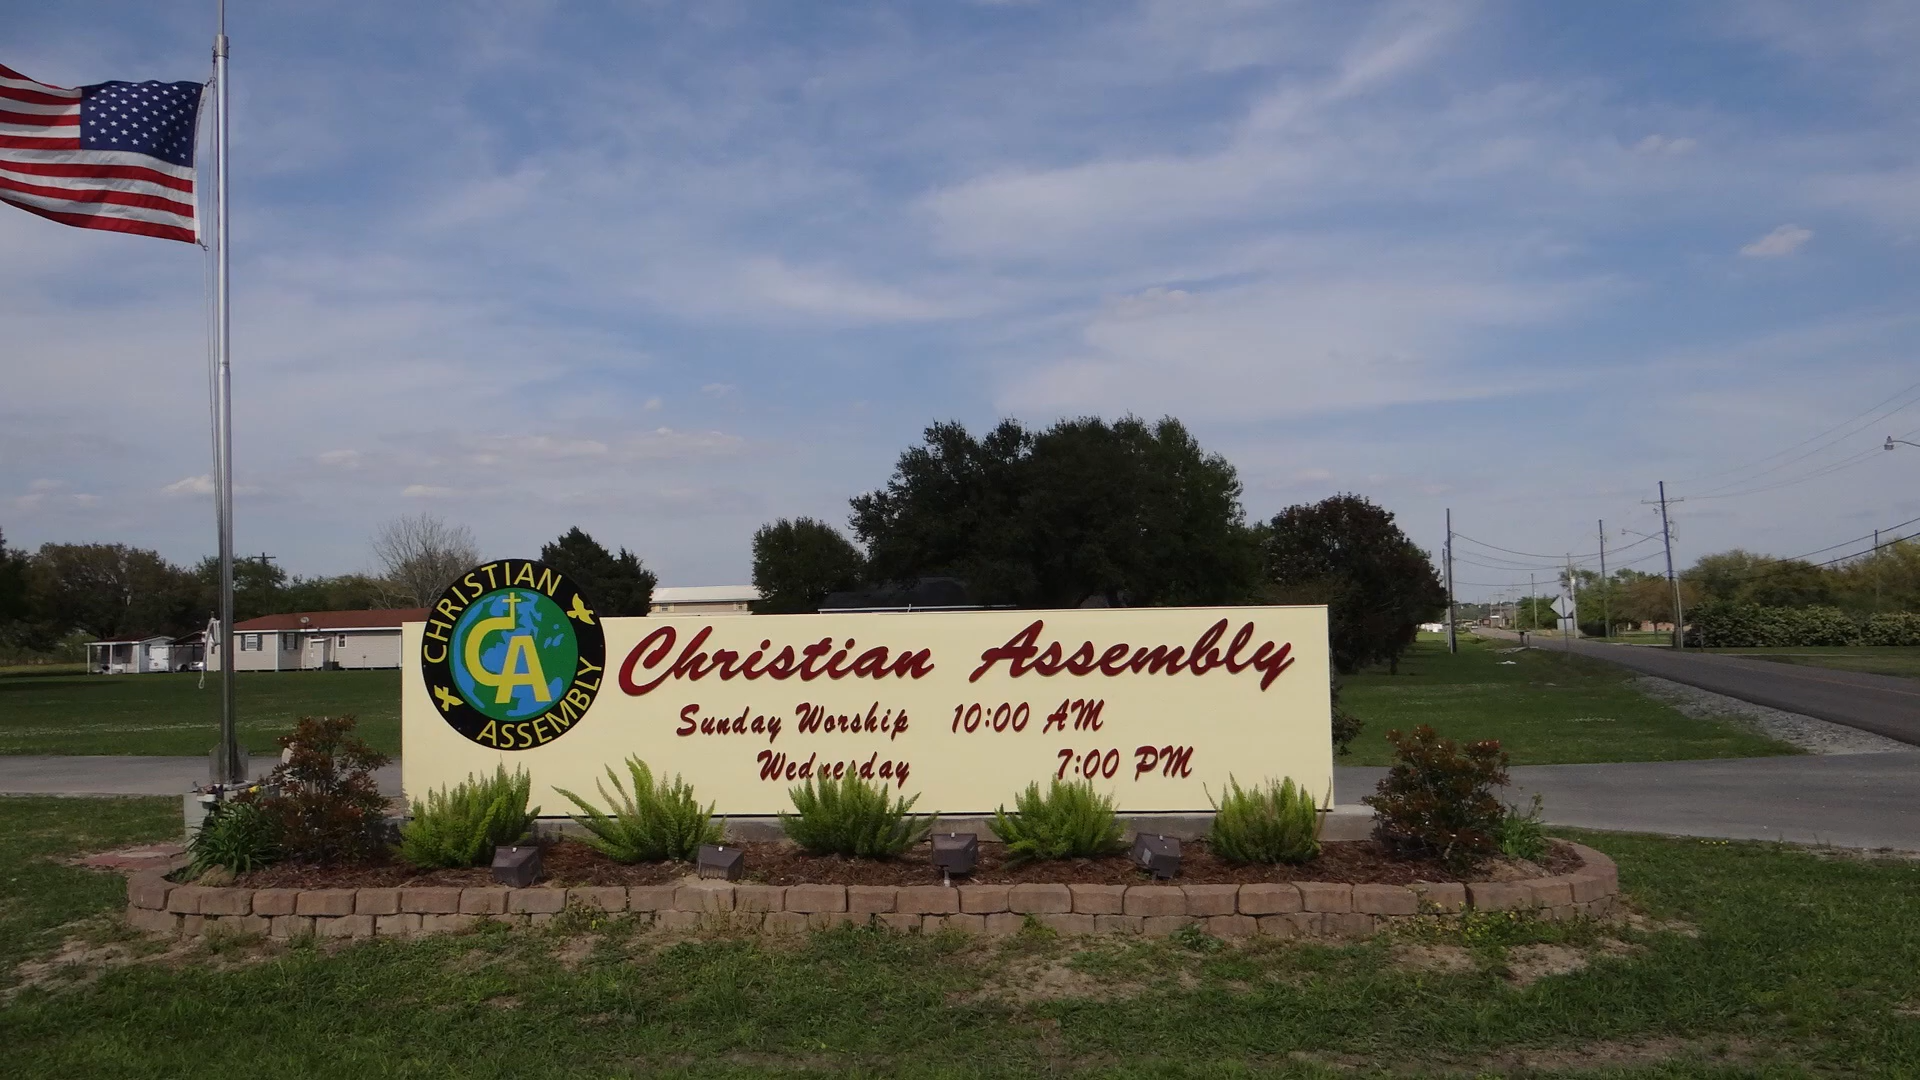 CHRISTIAN
CA
ASSEMBLY
Christian Assembly
Sunday Worship 10:00 AM
Wednesday 7:00 PM